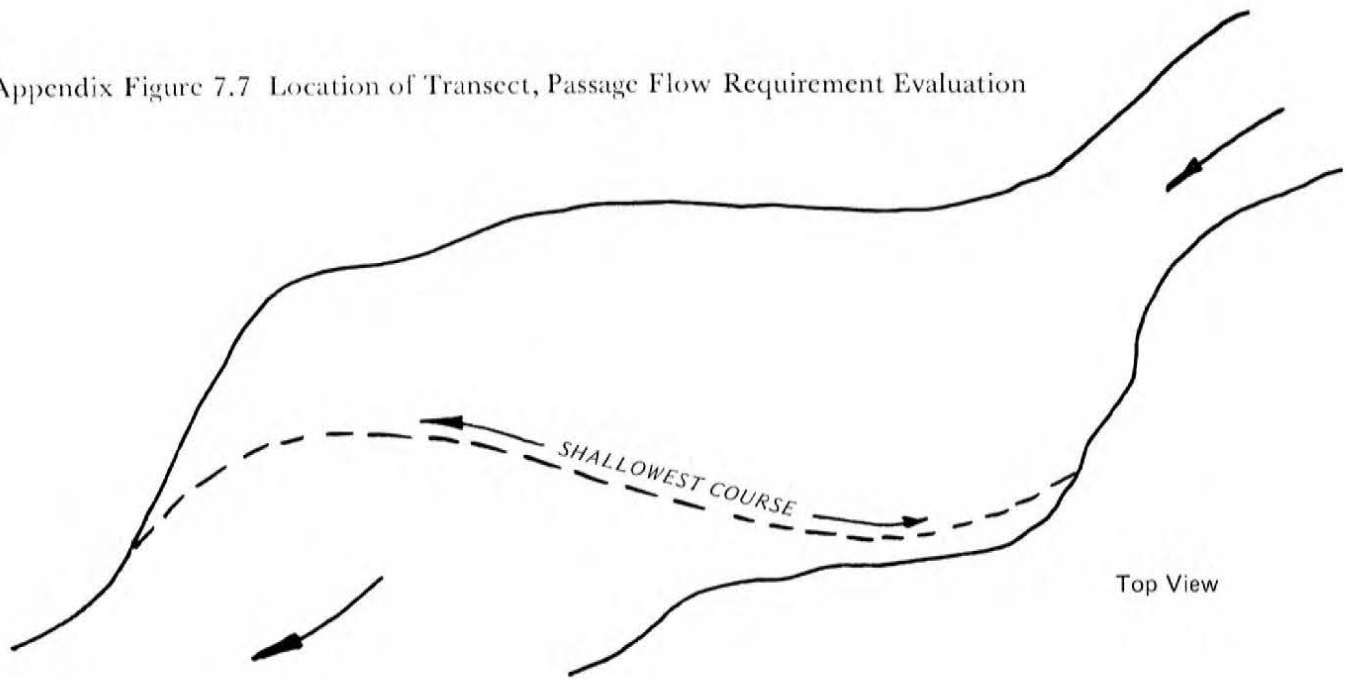 Appendix Figure 7.7 Location of Transect, Passage Flow Requirement Evaluation
SHALLOWEST COURSE
Top View